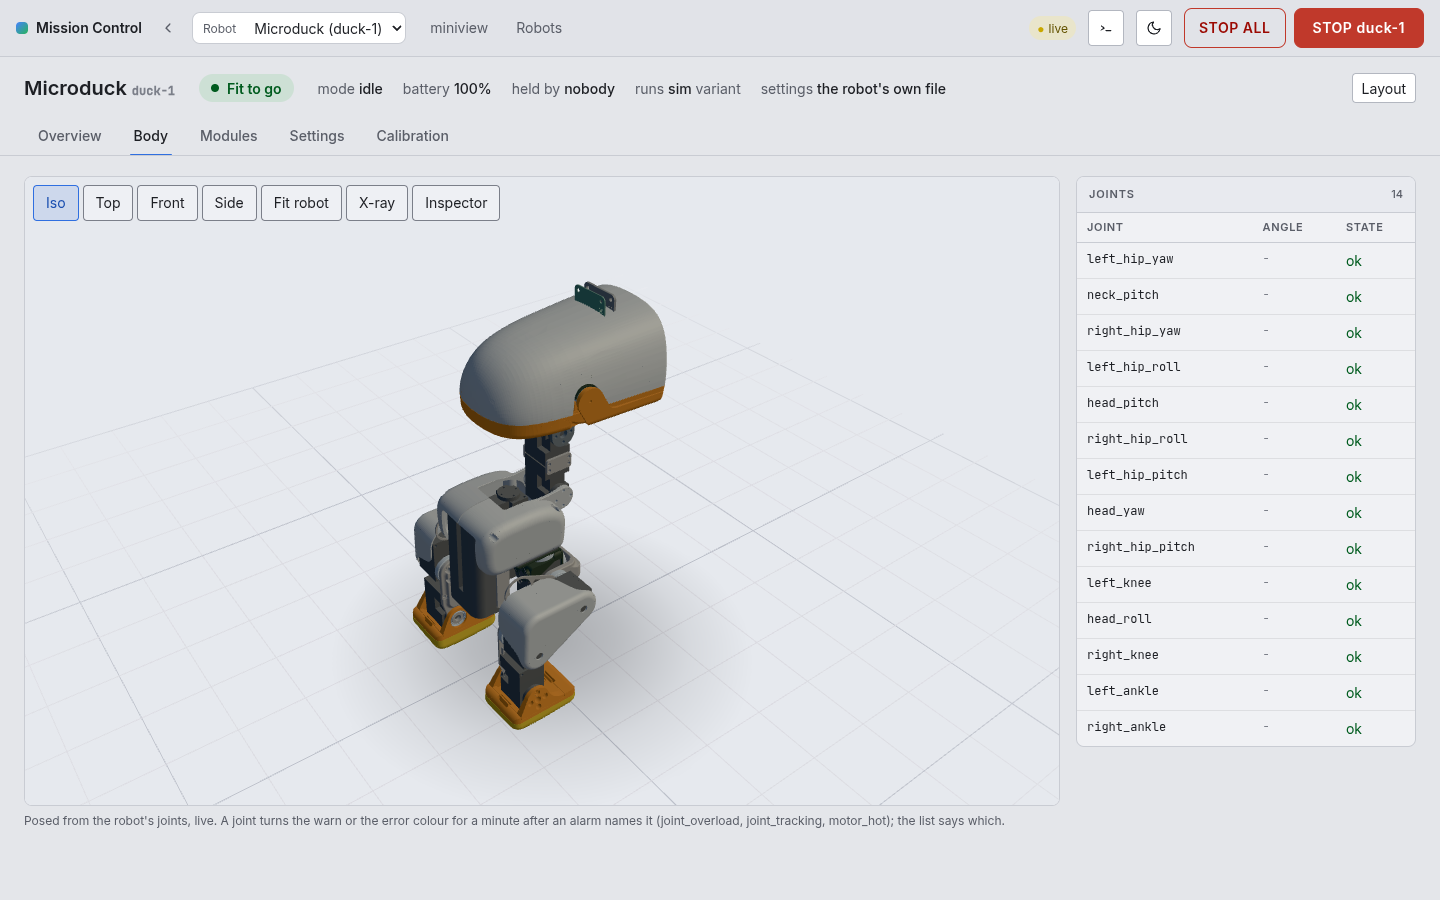 Mission Control
Robot Microduck (duck-1)
miniview
Robots
live
STOP ALL
STOP duck-1
Microduck duck-1
Fit to go
mode idle
battery 100%
held by nobody
runs sim variant
settings the robot's own file
Layout
Overview
Body
Modules
Settings
Calibration
Iso
Top
Front
Side
Fit robot
X-ray
Inspector
JOINTS 14
JOINT ANGLE STATE
left_hip_yaw - ok
neck_pitch - ok
right_hip_yaw - ok
left_hip_roll - ok
head_pitch - ok
right_hip_roll - ok
left_hip_pitch - ok
head_yaw - ok
right_hip_pitch - ok
left_knee - ok
head_roll - ok
right_knee - ok
left_ankle - ok
right_ankle - ok
Posed from the robot's joints, live. A joint turns the warn or the error colour for a minute after an alarm names it (joint_overload, joint_tracking, motor_hot); the list says which.